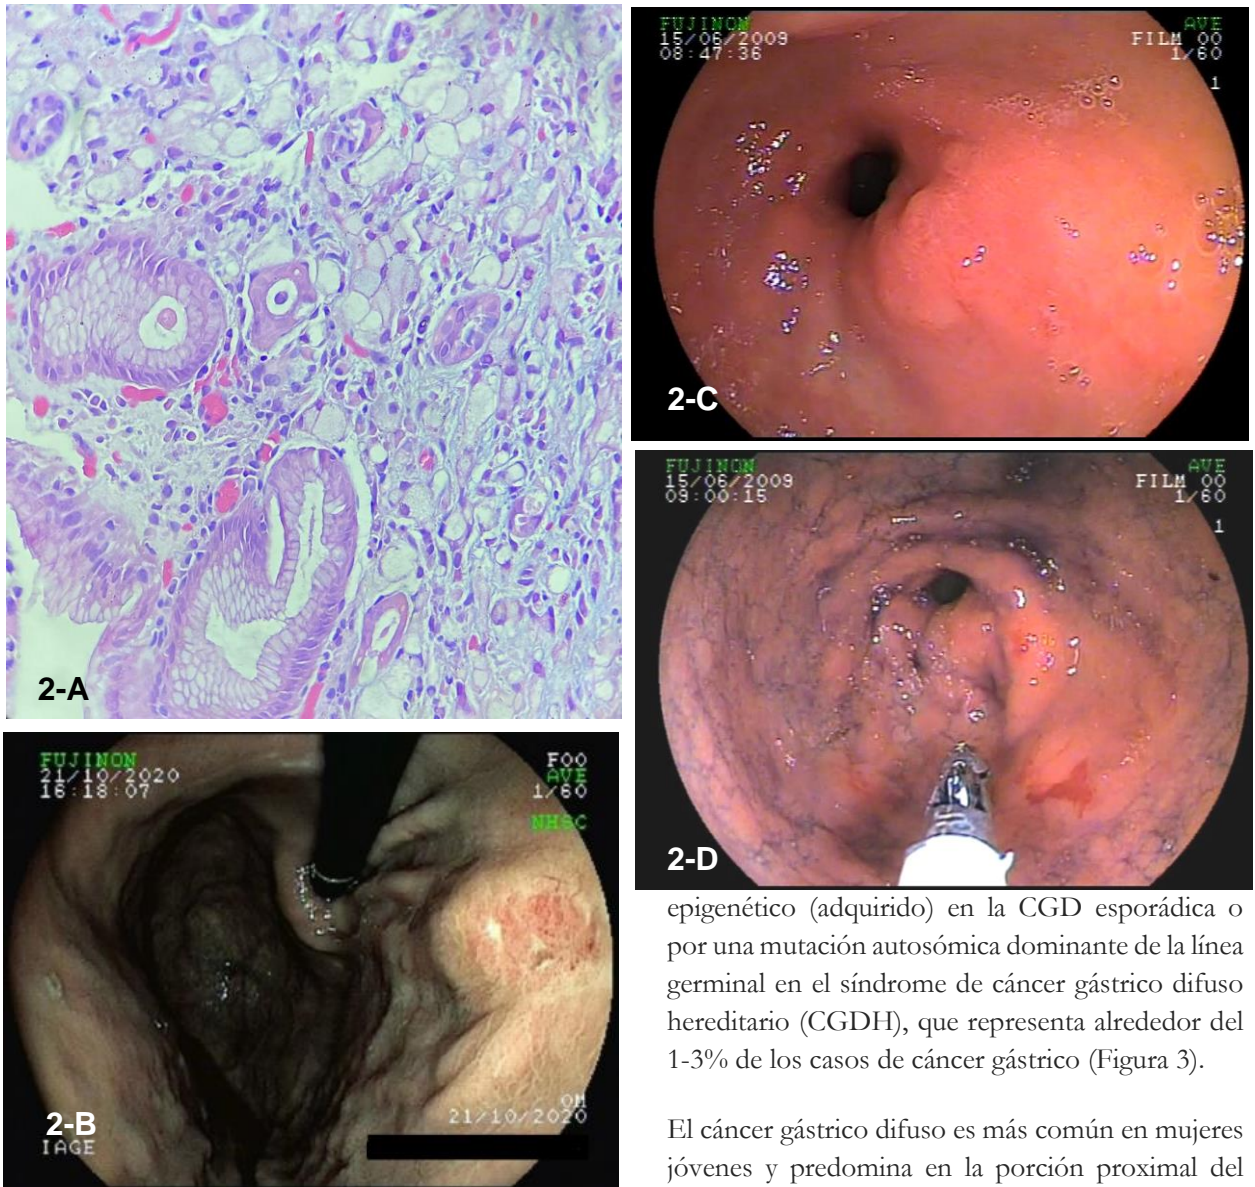 2-A
FUJINON
15/06/2009
08:47:36
AVE
FILM 00
1/60
1
2-C
FUJINON
15/06/2009
09:00:15
AVE
FILM 00
1/60
1
2-D
FUJINON
21/10/2020
16:18:07
F00
AVE
1/60
NHSC
OM
21/10/2020
2-B
IAGE
epigenético (adquirido) en la CGD esporádica o
por una mutación autosómica dominante de la línea
germinal en el síndrome de cáncer gástrico difuso
hereditario (CGDH), que representa alrededor del
1-3% de los casos de cáncer gástrico (Figura 3).
El cáncer gástrico difuso es más común en mujeres
jóvenes y predomina en la porción proximal del